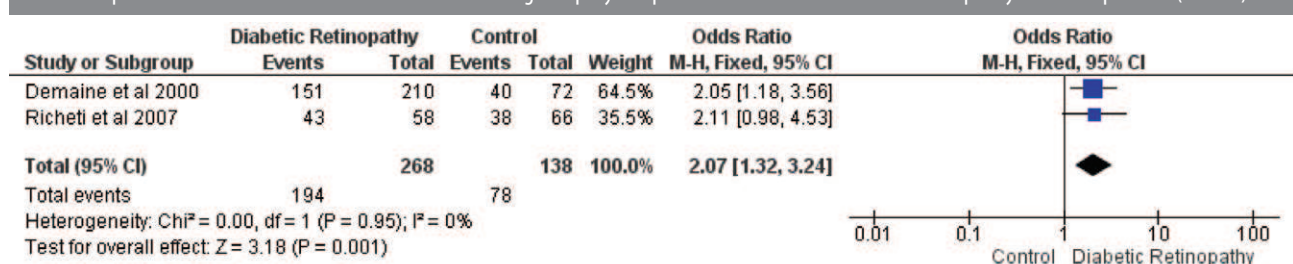 Diabetic Retinopathy Control Odds Ratio Odds Ratio
Study or Subgroup Events Total Events Total Weight M-H, Fixed, 95% CI M-H, Fixed, 95% CI
Demaine et al 2000 151 210 40 72 64.5% 2.05 [1.18, 3.56]
Richeti et al 2007 43 58 38 66 35.5% 2.11 [0.98, 4.53]
Total (95% CI) 268 138 100.0% 2.07 [1.32, 3.24]
Total events 194 78
Heterogeneity: Chi² = 0.00, df = 1 (P = 0.95); I² = 0%
Test for overall effect: Z = 3.18 (P = 0.001)
0.01 0.1 1 10 100
Control Diabetic Retinopathy